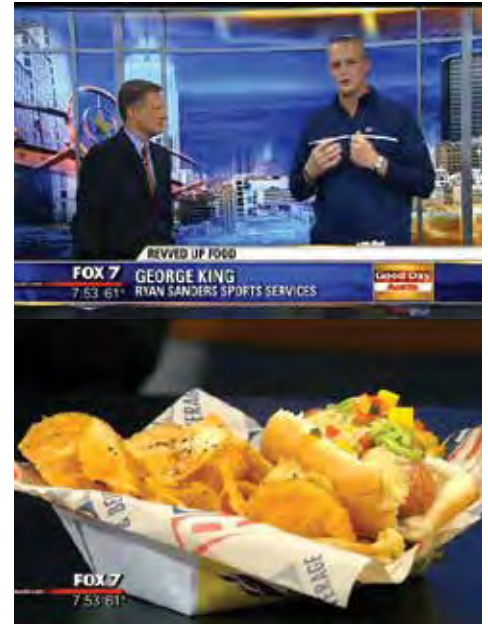 REVVED UP FOOD
FOX 7
GEORGE KING
Good Day
Austin
7:53 61°
RYAN SANDERS SPORTS SERVICES
ERAGE
FOX 7
7:53 61°